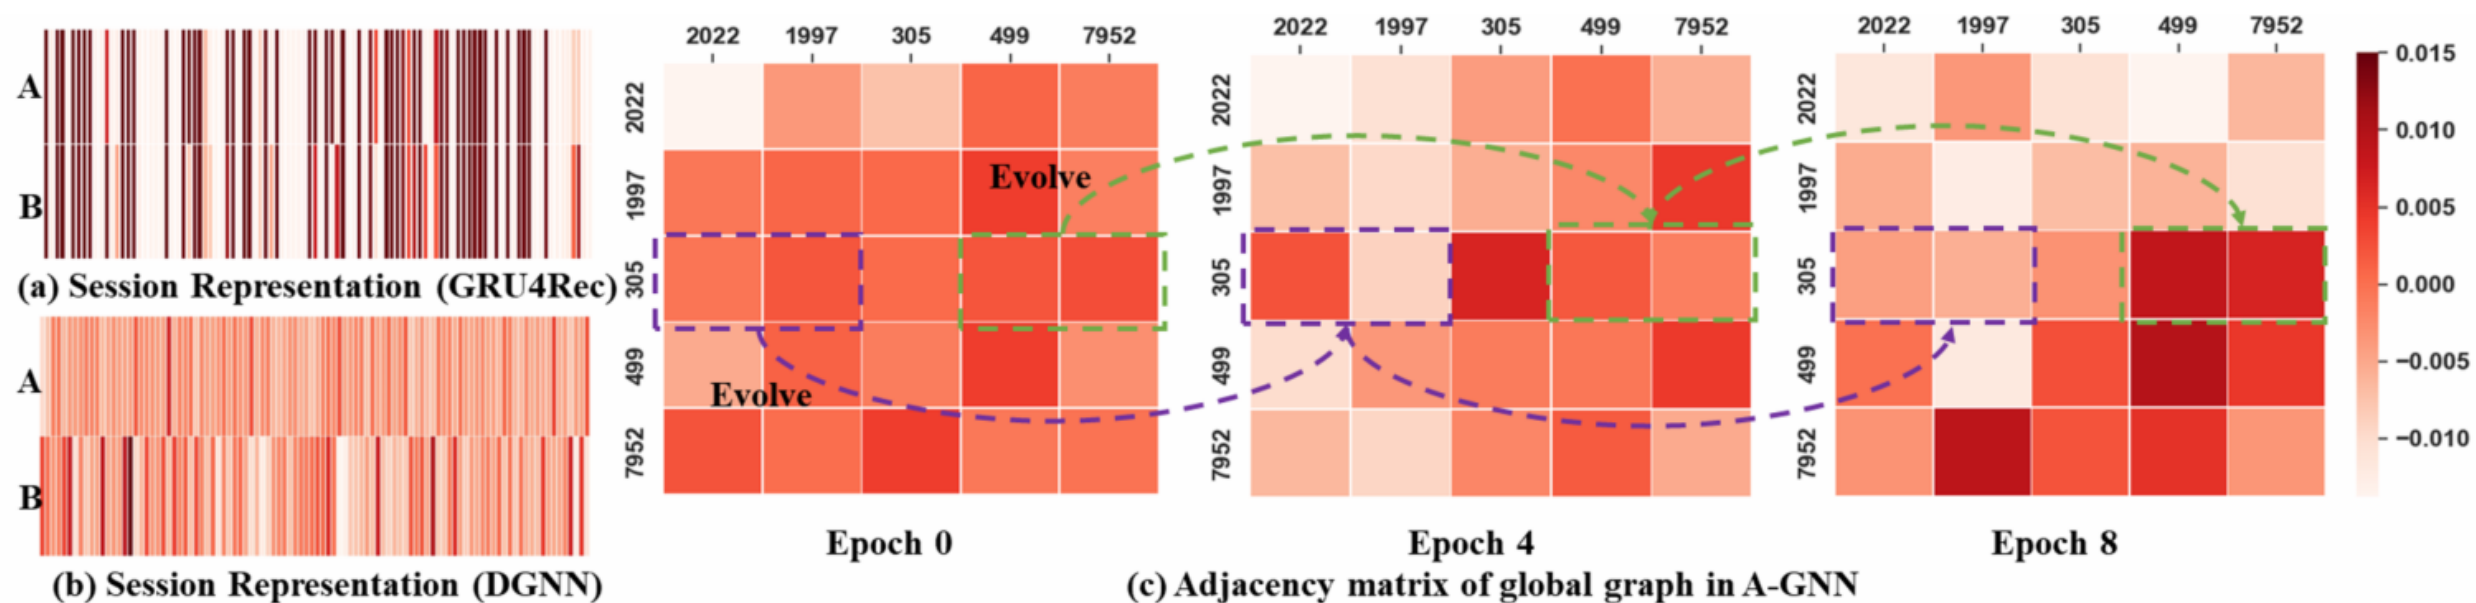 A
B
(a) Session Representation (GRU4Rec)
A
B
(b) Session Representation (DGNN)
2022 1997 305 499 7952
2022
1997
305
499
7952
Evolve
Evolve
Epoch 0
2022 1997 305 499 7952
2022
1997
305
499
7952
Epoch 4
2022 1997 305 499 7952
2022
1997
305
499
7952
Epoch 8
0.015
0.010
0.005
0.000
−0.005
−0.010
(c) Adjacency matrix of global graph in A-GNN